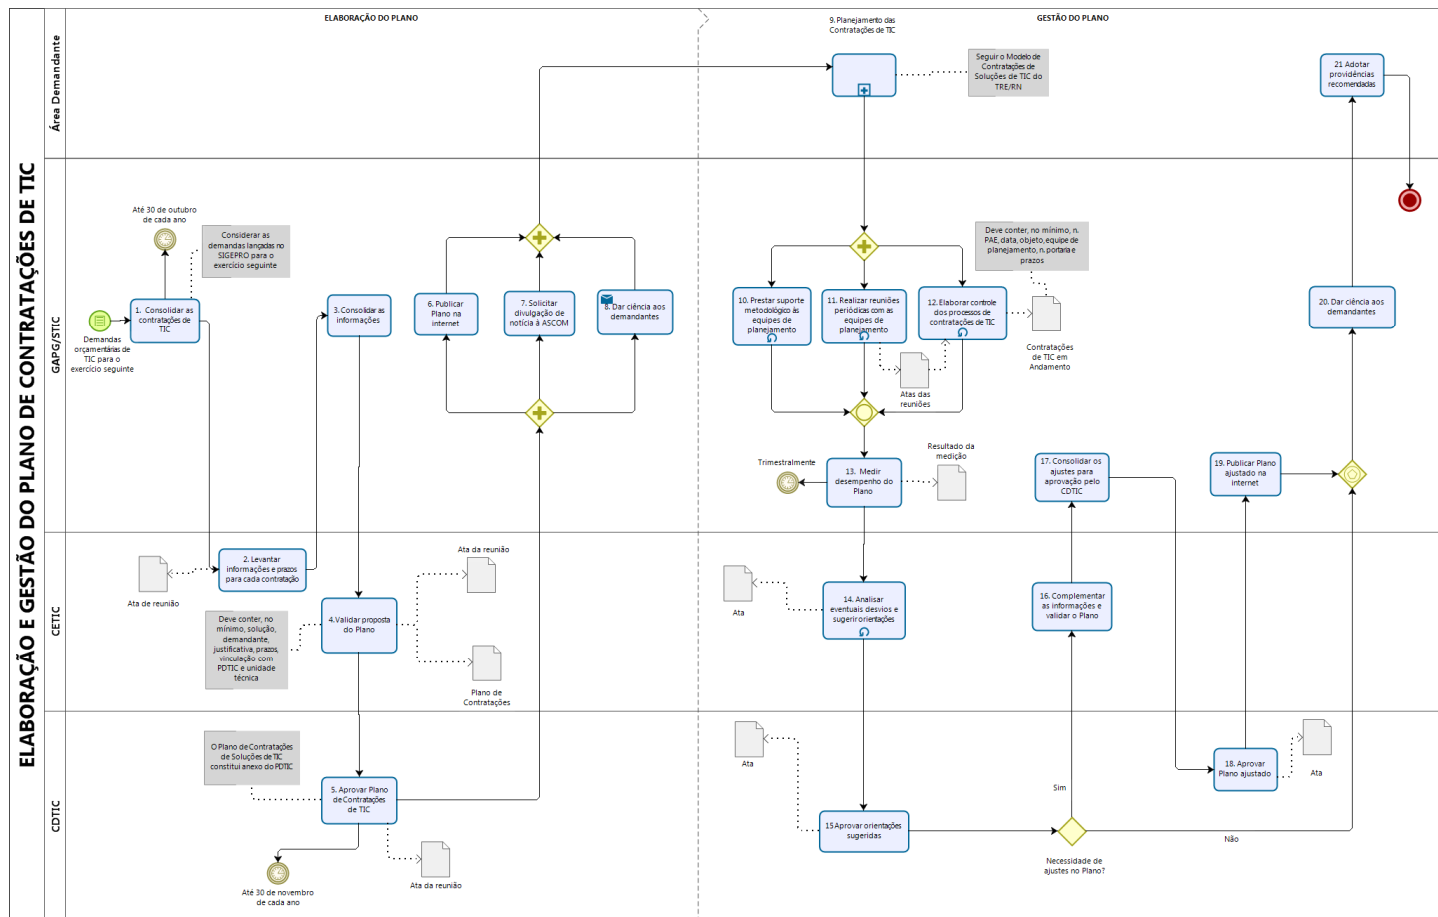 ELABORAÇÃO E GESTÃO DO PLANO DE CONTRATAÇÕES DE TIC
ELABORAÇÃO DO PLANO
GESTÃO DO PLANO
Área Demandante
9. Planejamento das
Contratações de TIC
Seguir o Modelo de
Contratações de
Soluções de TIC do
TRE/RN
21 Adotar
providências
recomendadas
GAPG/STIC
Até 30 de outubro
de cada ano
Considerar as
demandas lançadas no
SIGEPRO para o
exercício seguinte
1. Consolidar as
contratações de
TIC
Demandas
orçamentárias de
TIC para o
exercício seguinte
3. Consolidar as
informações
6. Publicar
Plano na
internet
7. Solicitar
divulgação de
notícia à ASCOM
8. Dar ciência aos
demandantes
Deve conter, no mínimo, n.
PAE, data, objeto, equipe de
planejamento, n. portaria e
prazos
10. Prestar suporte
metodológico às
equipes de
planejamento
11. Realizar reuniões
periódicas com as
equipes de
planejamento
12. Elaborar controle
dos processos de
contratações de TIC
Contratações
de TIC em
Andamento
Atas das
reuniões
20. Dar ciência aos
demandantes
Trimestralmente
13. Medir
desempenho do
Plano
Resultado da
medição
17. Consolidar os
ajustes para
aprovação pelo
CDTIC
19. Publicar Plano
ajustado na
internet
CETIC
Ata de reunião
2. Levantar
informações e prazos
para cada contratação
Ata da reunião
Deve conter, no
mínimo, solução,
demandante,
justificativa, prazos,
vinculação com
PDTIC e unidade
técnica
4.Validar proposta
do Plano
Plano de
Contratações
Ata
14. Analisar
eventuais desvios e
sugerir orientações
16. Complementar
as informações e
validar o Plano
CDTIC
O Plano de Contratações
de Soluções de TIC
constitui anexo do PDTIC
5. Aprovar Plano
de Contratações
de TIC
Até 30 de novembro
de cada ano
Ata da reunião
Ata
15 Aprovar orientações
sugeridas
Sim
Necessidade de
ajustes no Plano?
Não
18. Aprovar
Plano ajustado
Ata